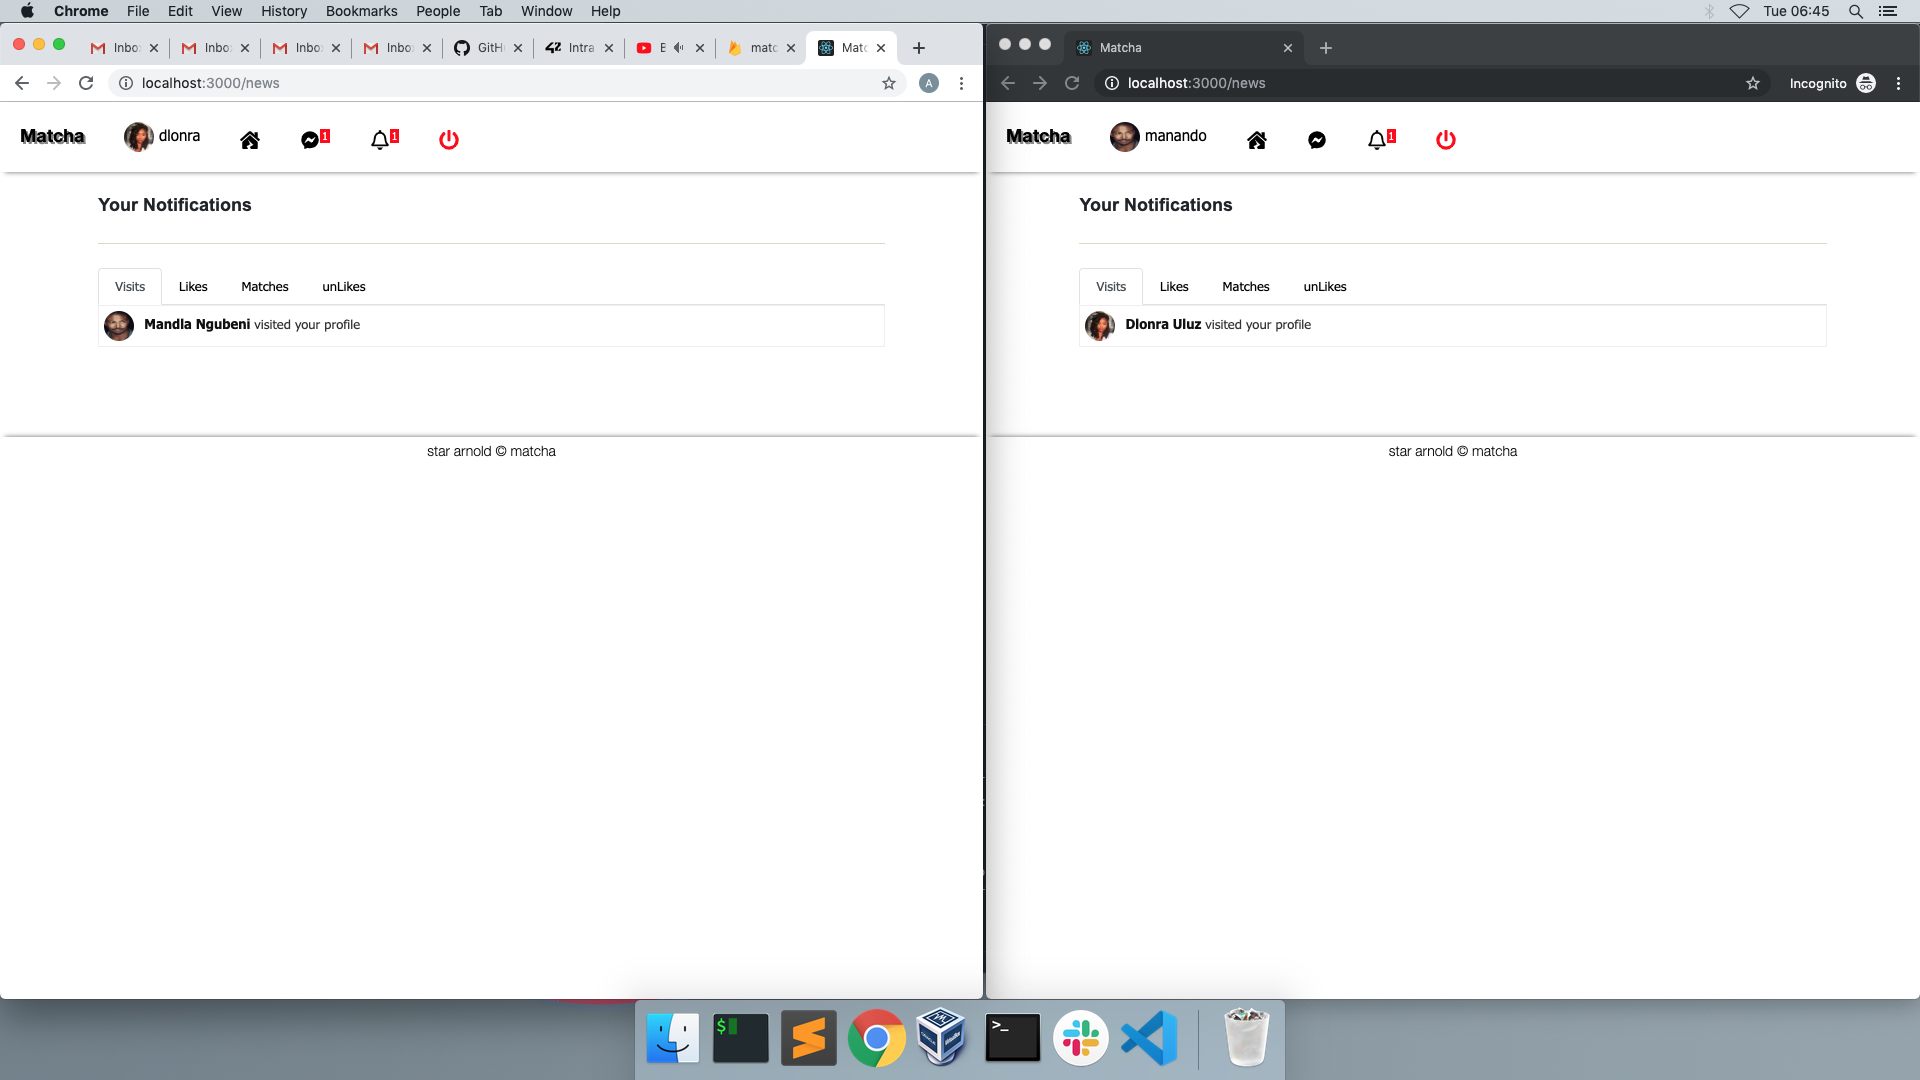 Chrome File Edit View History Bookmarks People Tab Window Help Tue 06:45
Inbo Inbo Inbo Inbo GitH Intra E matc Matc
localhost:3000/news A
Matcha dlonra 1 1
Your Notifications
Visits Likes Matches unLikes
Mandla Ngubeni visited your profile
star arnold © matcha
Matcha
localhost:3000/news Incognito
Matcha manando 1
Your Notifications
Visits Likes Matches unLikes
Dlonra Uluz visited your profile
star arnold © matcha
$
>_